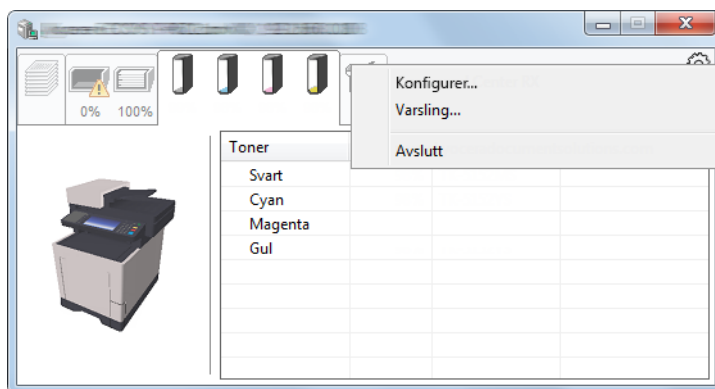 0% 100%
Konfigurer...
Varsling...
Avslutt
Toner
Svart
Cyan
Magenta
Gul